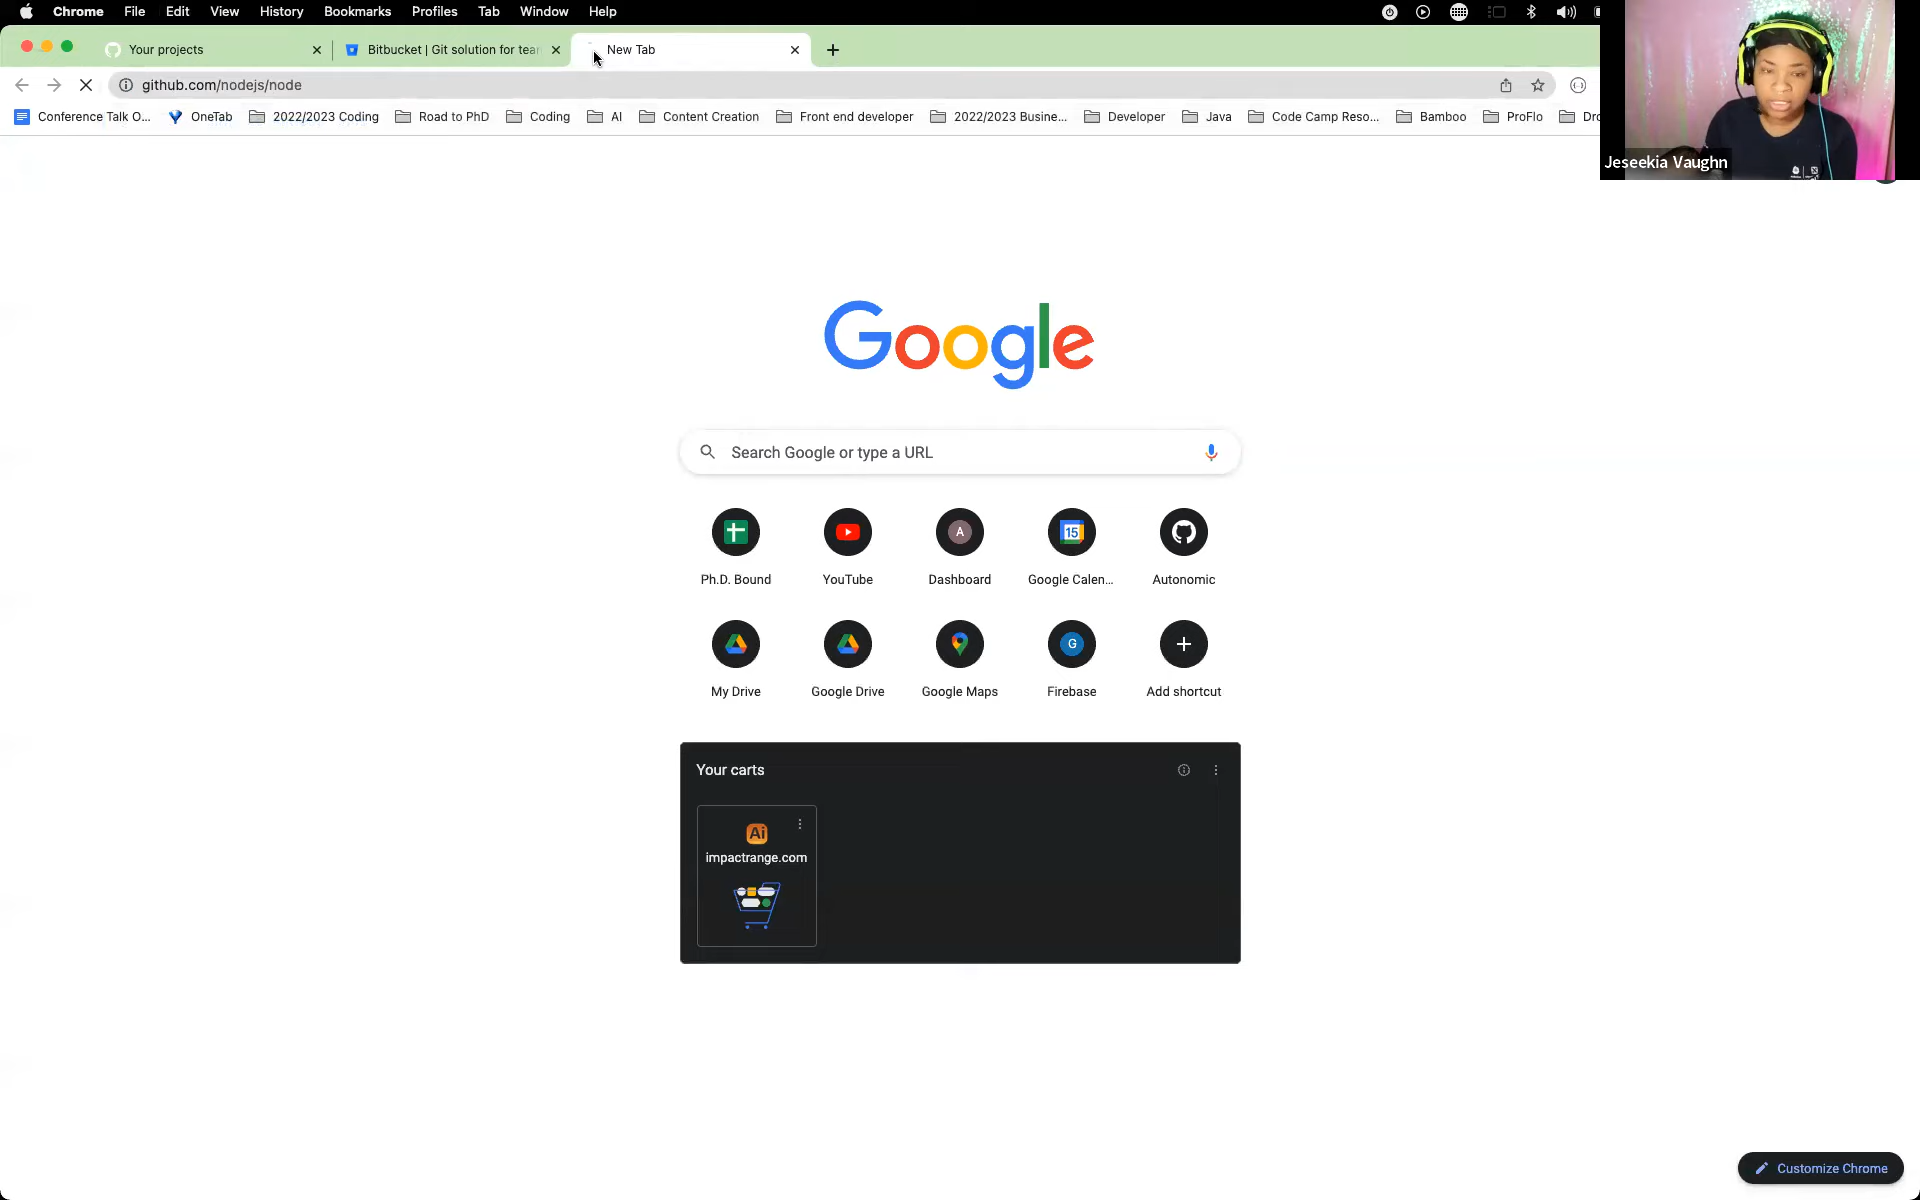 Chrome File Edit View History Bookmarks Profiles Tab Window Help
Your projects Bitbucket | Git solution for tea New Tab
github.com/nodejs/node
Conference Talk O... OneTab 2022/2023 Coding Road to PhD Coding AI Content Creation Front end developer 2022/2023 Busine... Developer Java Code Camp Reso... Bamboo ProFlo Dr
Jeseekia Vaughn
Google
Search Google or type a URL
A 15
Ph.D. Bound YouTube Dashboard Google Calen... Autonomic
G
My Drive Google Drive Google Maps Firebase Add shortcut
Your carts
Ai
impactrange.com
Customize Chrome